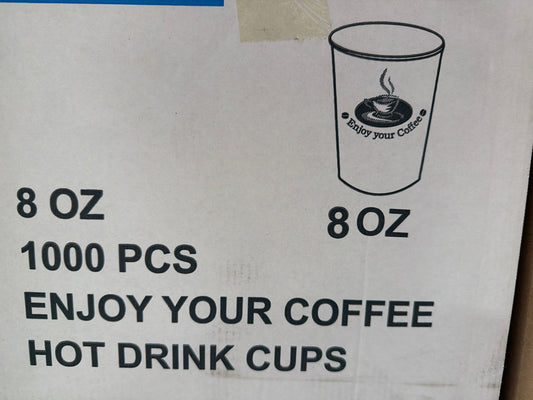 Enjoy your Coffee
8 OZ
8 OZ
1000 PCS
ENJOY YOUR COFFEE
HOT DRINK CUPS